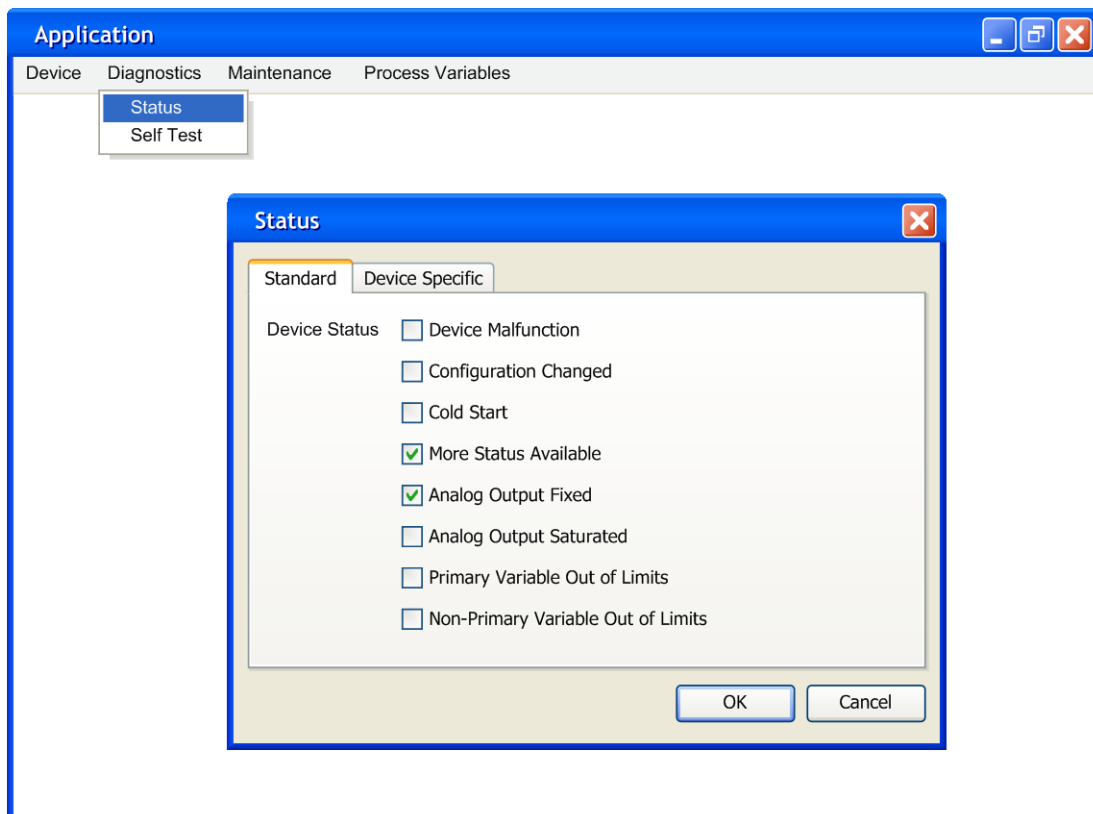 Application
Device Diagnostics Maintenance Process Variables
Status
Self Test
Status
Standard Device Specific
Device Status Device Malfunction
Configuration Changed
Cold Start
More Status Available
Analog Output Fixed
Analog Output Saturated
Primary Variable Out of Limits
Non-Primary Variable Out of Limits
OK Cancel